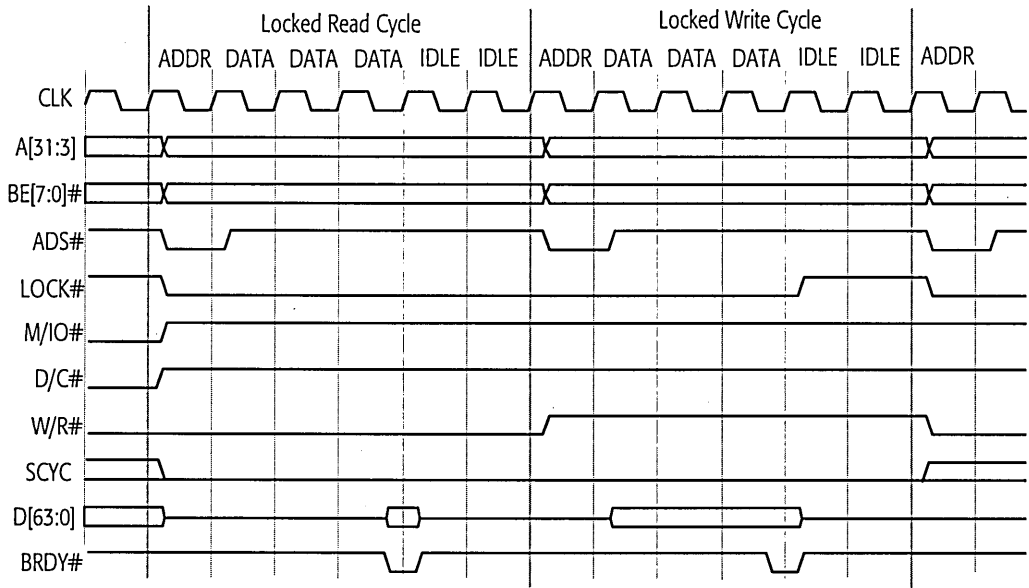 Locked Read Cycle Locked Write Cycle
ADDR DATA DATA DATA IDLE IDLE ADDR DATA DATA DATA IDLE IDLE ADDR
CLK
A[31:3]
BE[7:0]#
ADS#
LOCK#
M/IO#
D/C#
W/R#
SCYC
D[63:0]
BRDY#